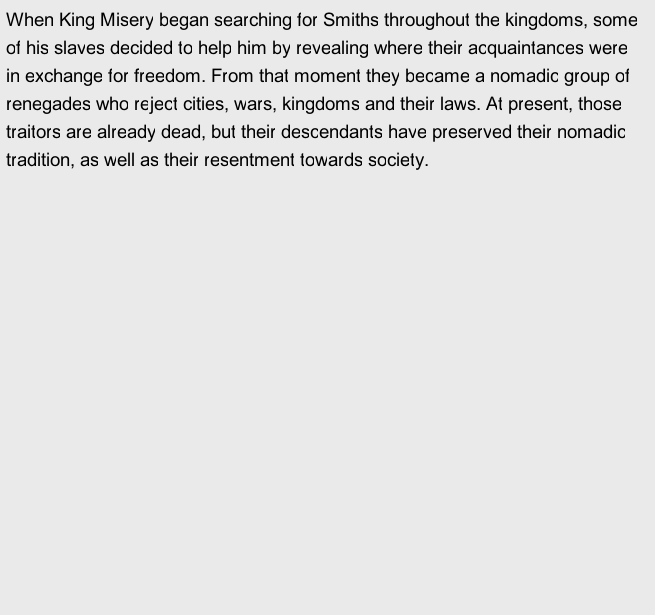 When King Misery began searching for Smiths throughout the kingdoms, some
of his slaves decided to help him by revealing where their acquaintances were
in exchange for freedom. From that moment they became a nomadic group of
renegades who reject cities, wars, kingdoms and their laws. At present, those
traitors are already dead, but their descendants have preserved their nomadic
tradition, as well as their resentment towards society.